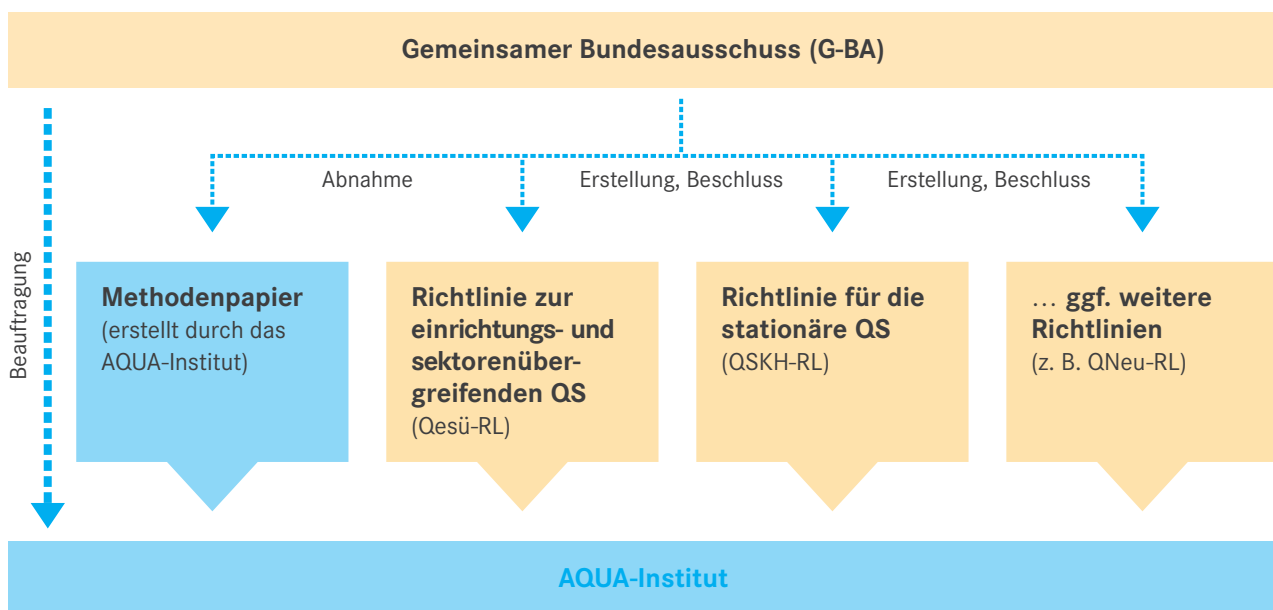 Gemeinsamer Bundesausschuss (G-BA)
Beauftragung
Abnahme
Erstellung, Beschluss
Erstellung, Beschluss
Methodenpapier
(erstellt durch das
AQUA-Institut)
Richtlinie zur
einrichtungs- und
sektorenüber-
greifenden QS
(Qesü-RL)
Richtlinie für die
stationäre QS
(QSKH-RL)
... ggf. weitere
Richtlinien
(z. B. QNeu-RL)
AQUA-Institut